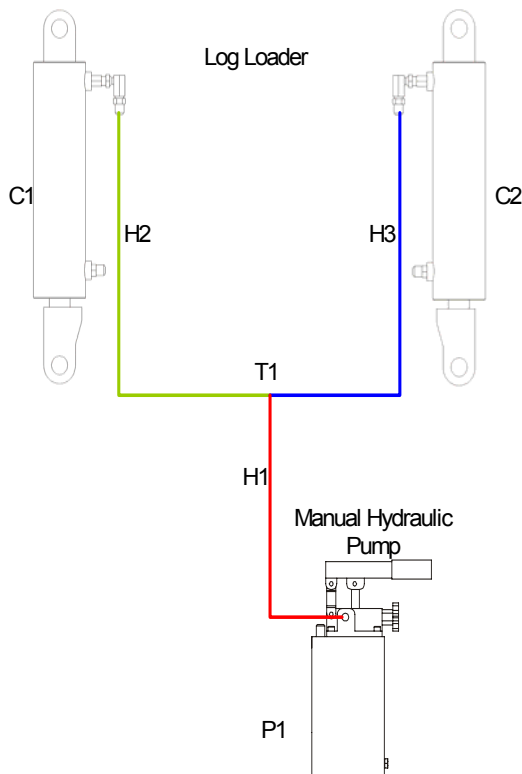 Log Loader
C1
C2
H2
H3
T1
H1
Manual Hydraulic
Pump
P1